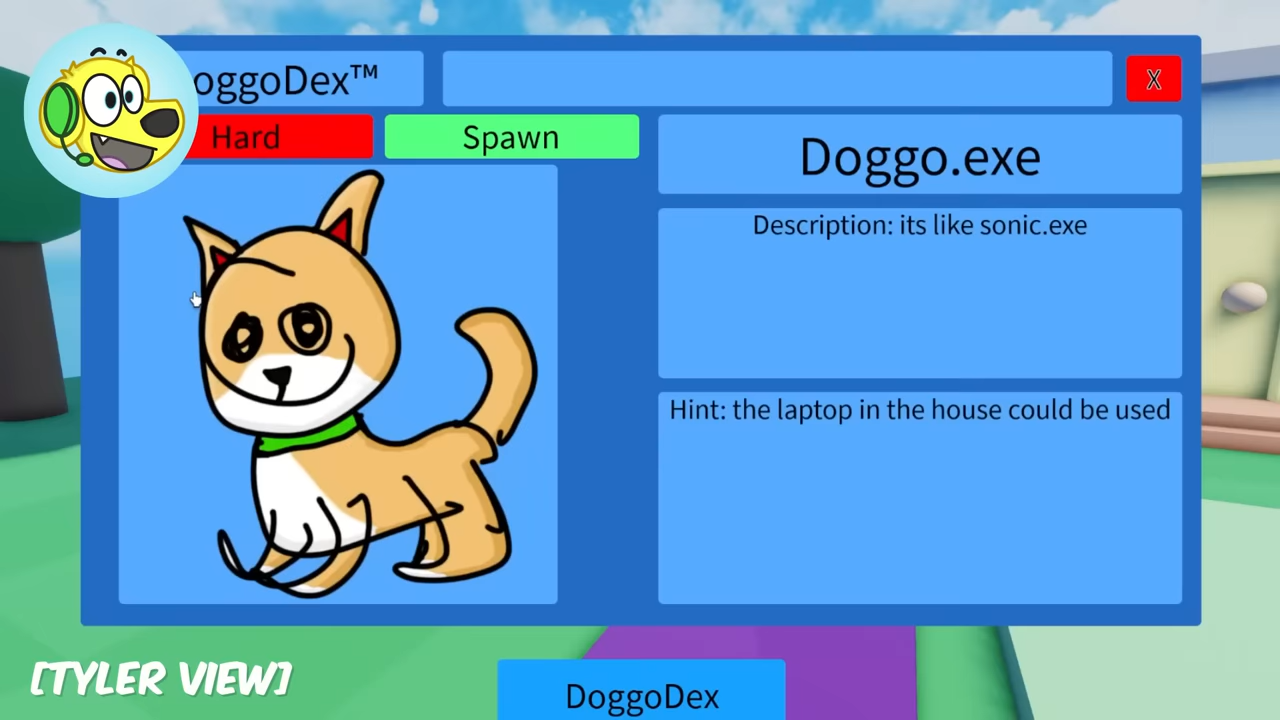 oggoDex™
X
Hard
Spawn
Doggo.exe
Description: its like sonic.exe
Hint: the laptop in the house could be used
[TYLER VIEW]
DoggoDex